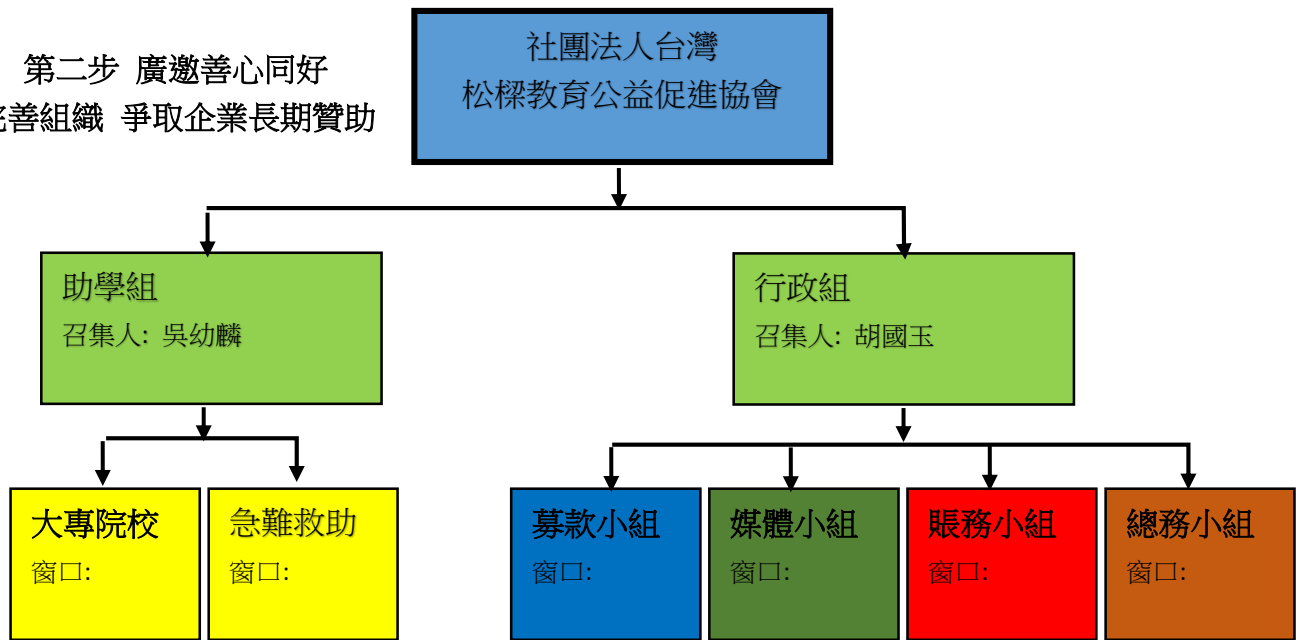 第二步 廣邀善心同好
善組織 爭取企業長期贊助
社團法人台灣
松樑教育公益促進協會
助學組
召集人: 吳幼麟
行政組
召集人: 胡國玉
大專院校
窗口:
急難救助
窗口:
募款小組
窗口:
媒體小組
窗口:
賬務小組
窗口:
總務小組
窗口: